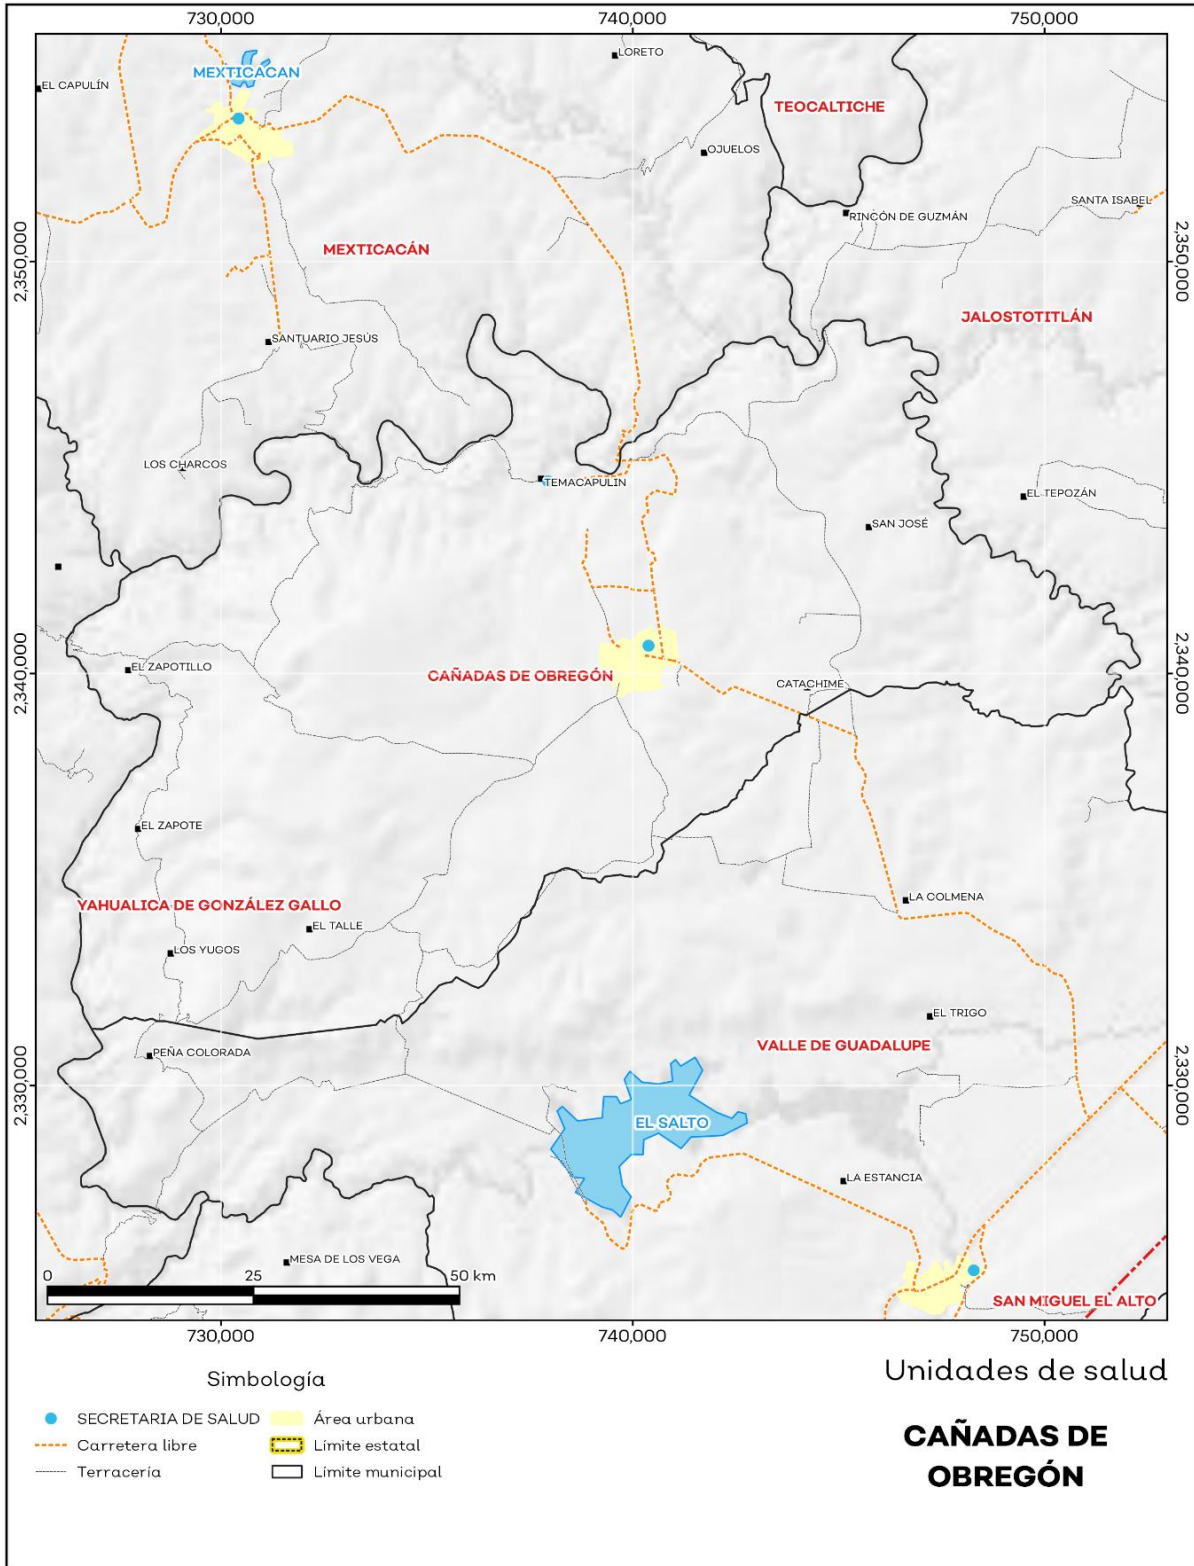 730,000
740,000
750,000
LORETO
MEXTICACAN
EL CAPULÍN
TEOCALTICHE
OJUELOS
SANTA ISABEL
RINCÓN DE GUZMÁN
MEXTICACÁN
2,350,000
2,350,000
JALOSTOTITLÁN
SANTUARIO JESÚS
LOS CHARCOS
TEMACAPULIN
EL TEPOZÁN
SAN JOSÉ
EL ZAPOTILLO
CAÑADAS DE OBREGÓN
CATACHIME
2,340,000
2,340,000
EL ZAPOTE
YAHUALICA DE GONZÁLEZ GALLO
LA COLMENA
EL TALLE
LOS YUGOS
EL TRIGO
PEÑA COLORADA
VALLE DE GUADALUPE
2,330,000
2,330,000
EL SALTO
LA ESTANCIA
MESA DE LOS VEGA
0 25 50 km
SAN MIGUEL EL ALTO
730,000
740,000
750,000
Simbología
SECRETARIA DE SALUD
Carretera libre
Terracería
Área urbana
Límite estatal
Límite municipal
Unidades de salud
CAÑADAS DE
OBREGÓN